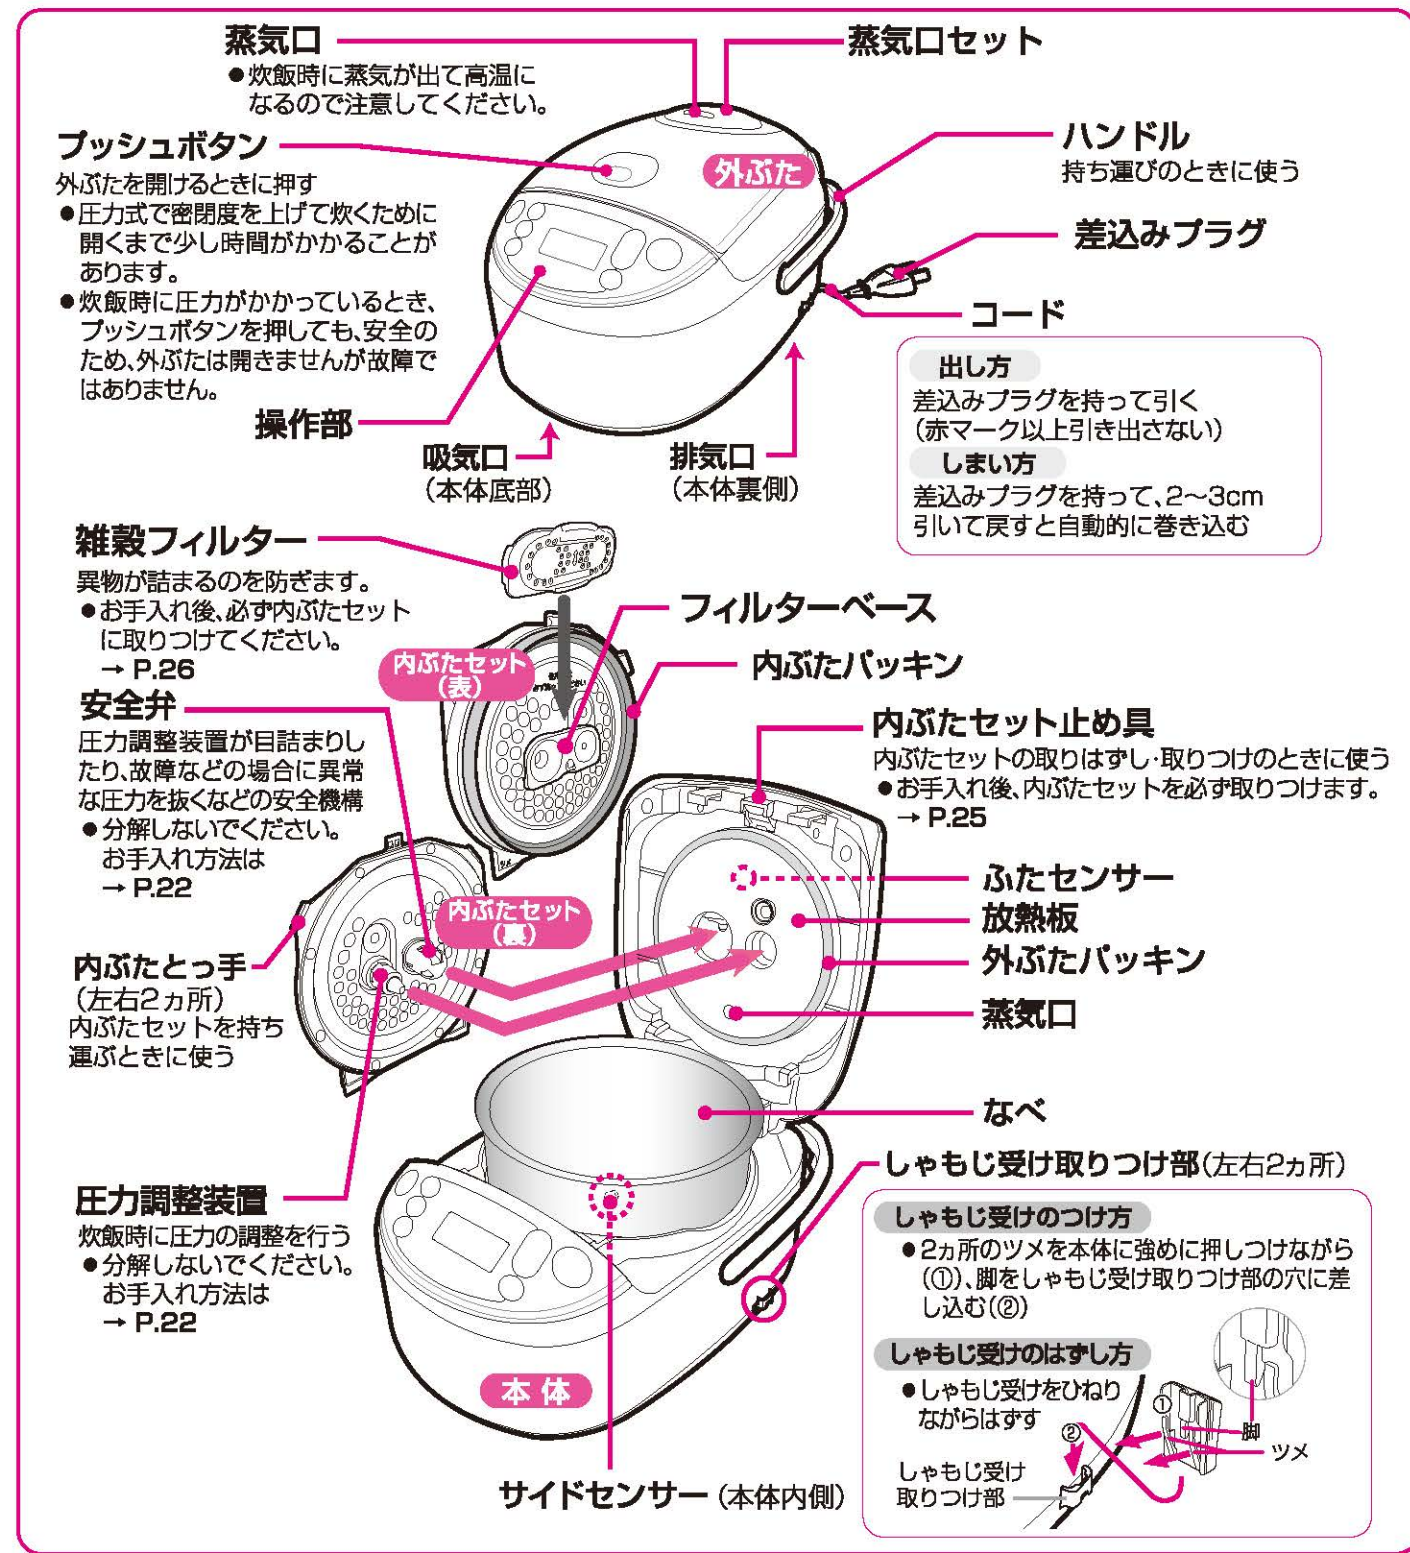 蒸気口
●炊飯時に蒸気が出て高温に
なるので注意してください。
蒸気口セット
プッシュボタン
外ぶたを開けるときに押す
●圧力式で密閉度を上げて炊くために
開くまで少し時間がかかることが
あります。
●炊飯時に圧力がかかっているとき、
プッシュボタンを押しても、安全の
ため、外ぶたは開きませんが故障で
はありません。
外ぶた
ハンドル
持ち運びのときに使う
差込みプラグ
コード
出し方
差込みプラグを持って引く
(赤マーク以上引き出さない)
しまい方
差込みプラグを持って、2〜3cm
引いて戻すと自動的に巻き込む
操作部
吸気口
(本体底部)
排気口
(本体裏側)
雑穀フィルター
異物が詰まるのを防ぎます。
●お手入れ後、必ず内ぶたセット
に取りつけてください。
→ P.26
フィルターベース
内ぶたセット
(表)
内ぶたパッキン
安全弁
圧力調整装置が目詰まりし
たり、故障などの場合に異常
な圧力を抜くなどの安全機構
●分解しないでください。
お手入れ方法は
→ P.22
内ぶたセット止め具
内ぶたセットの取りはずし・取りつけのときに使う
●お手入れ後、内ぶたセットを必ず取りつけます。
→ P.25
内ぶたセット
(裏)
ふたセンサー
放熱板
外ぶたパッキン
蒸気口
内ぶたとっ手
(左右2ヵ所)
内ぶたセットを持ち
運ぶときに使う
なべ
圧力調整装置
炊飯時に圧力の調整を行う
●分解しないでください。
お手入れ方法は
→ P.22
しゃもじ受け取りつけ部(左右2ヵ所)
しゃもじ受けのつけ方
●2ヵ所のツメを本体に強めに押しつけながら
(①)、脚をしゃもじ受け取りつけ部の穴に差
し込む(②)
しゃもじ受けのはずし方
●しゃもじ受けをひねり
ながらはずす
①
②
脚
ツメ
しゃもじ受け
取りつけ部
本体
サイドセンサー(本体内側)